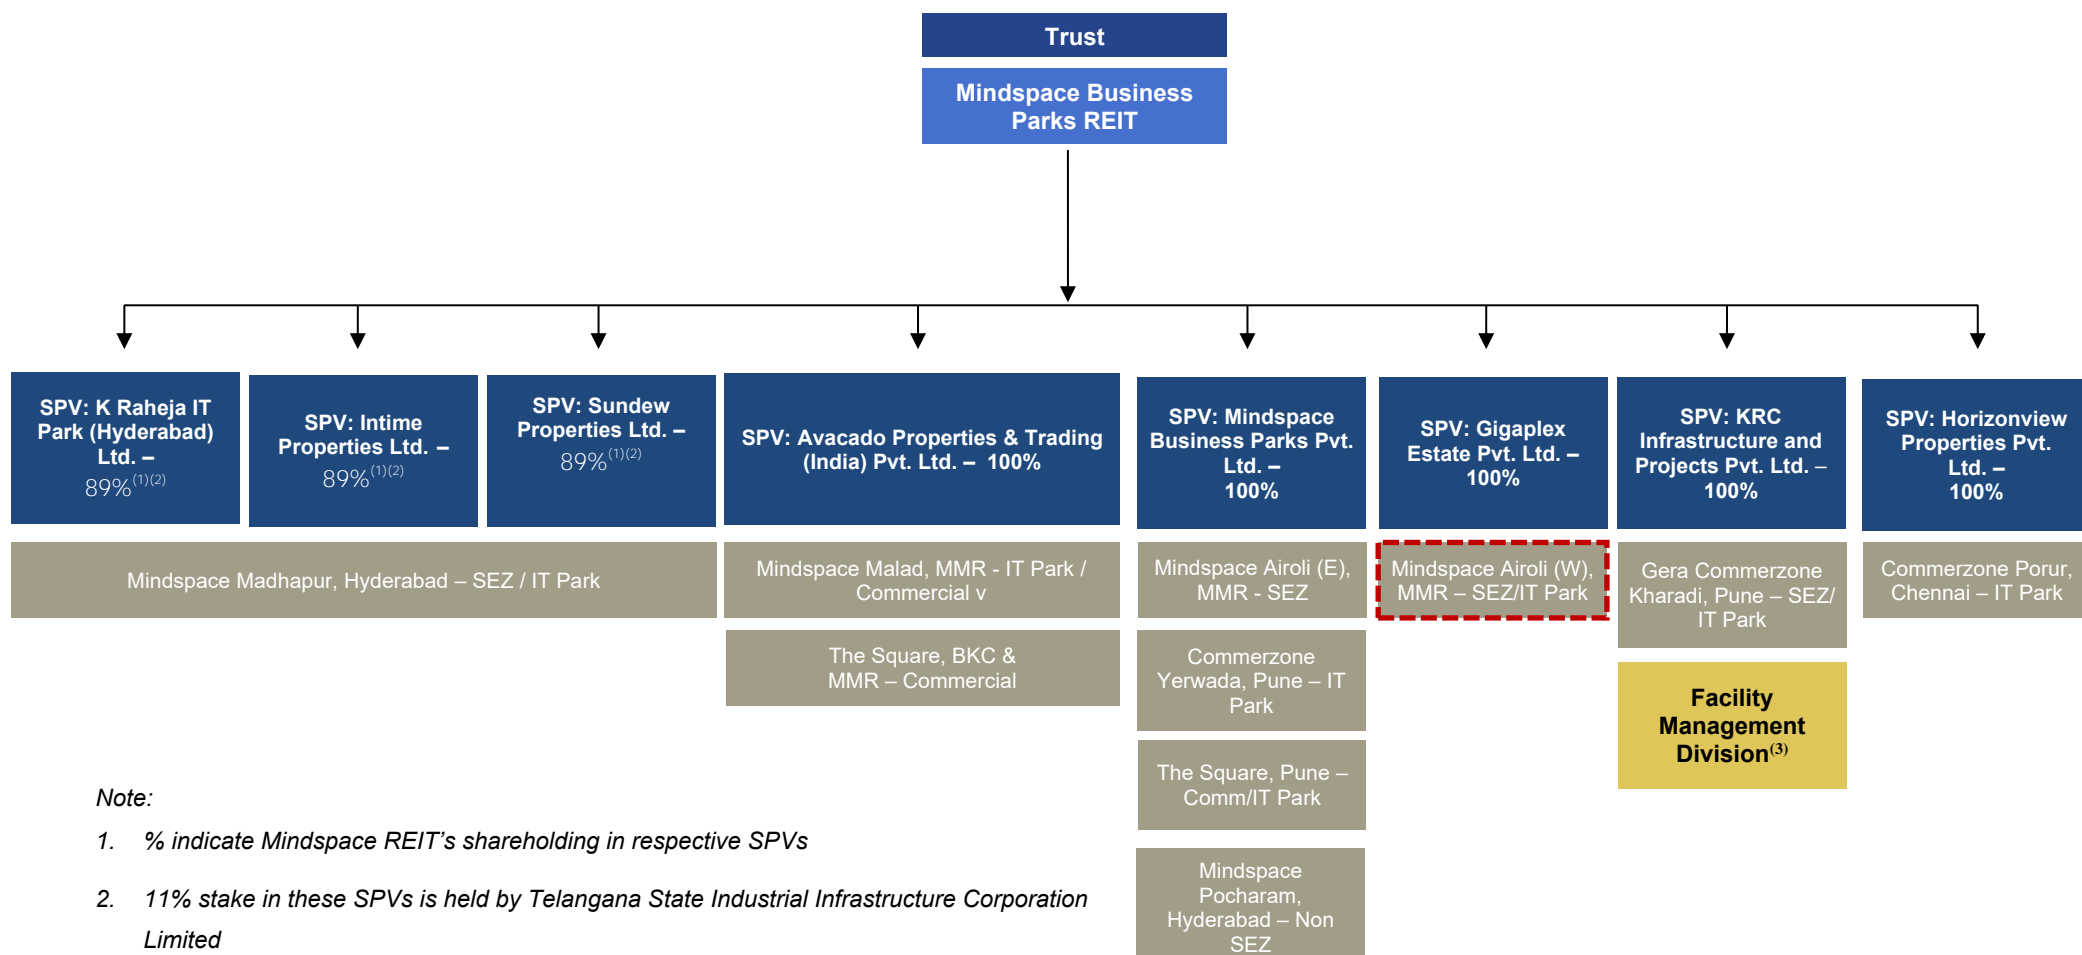 Trust
Mindspace Business
Parks REIT
SPV: K Raheja IT
Park (Hyderabad)
Ltd. –
89%(1)(2)
SPV: Intime
Properties Ltd. –
89%(1)(2)
SPV: Sundew
Properties Ltd. –
89%(1)(2)
SPV: Avacado Properties & Trading
(India) Pvt. Ltd. – 100%
SPV: Mindspace
Business Parks Pvt.
Ltd. –
100%
SPV: Gigaplex
Estate Pvt. Ltd. –
100%
SPV: KRC
Infrastructure and
Projects Pvt. Ltd. –
100%
SPV: Horizonview
Properties Pvt.
Ltd. –
100%
Mindspace Madhapur, Hyderabad – SEZ / IT Park
Mindspace Malad, MMR - IT Park /
Commercial v
Mindspace Airoli (E),
MMR - SEZ
Mindspace Airoli (W),
MMR – SEZ/IT Park
Gera Commerzone
Kharadi, Pune – SEZ/
IT Park
Commerzone Porur,
Chennai – IT Park
The Square, BKC &
MMR – Commercial
Commerzone
Yerwada, Pune – IT
Park
Facility
Management
Division(3)
The Square, Pune –
Comm/IT Park
Mindspace
Pocharam,
Hyderabad – Non
SEZ
Note:
1. % indicate Mindspace REIT’s shareholding in respective SPVs
2. 11% stake in these SPVs is held by Telangana State Industrial Infrastructure Corporation
Limited